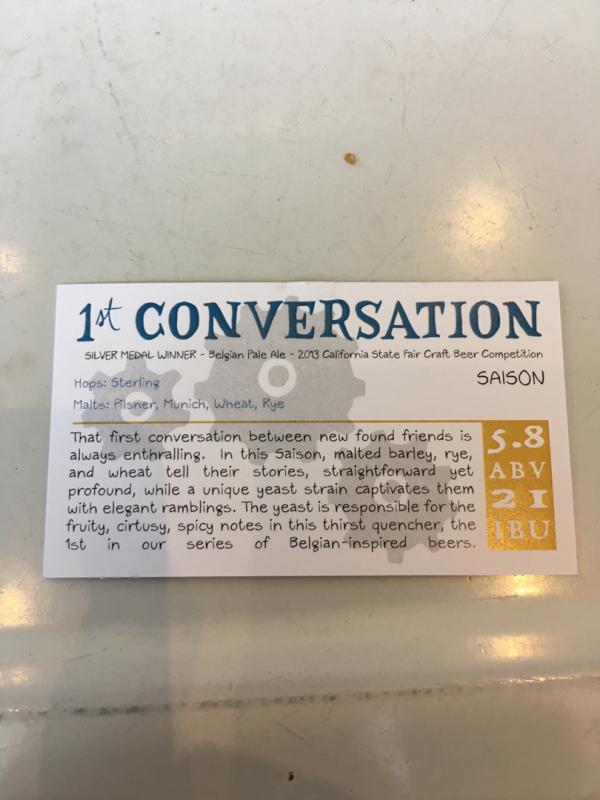 1st CONVERSATION
SILVER MEDAL WINNER - Belgian Pale Ale - 2013 California State Fair Craft Beer Competition
Hops: Sterling
SAISON
Malts: Pilsner, Munich, Wheat, Rye
That first conversation between new found friends is
always enthralling. In this Saison, malted barley, rye,
and wheat tell their stories, straightforward yet
profound, while a unique yeast strain captivates them
with elegant ramblings. The yeast is responsible for the
fruity, cirtusy, spicy notes in this thirst quencher, the
1st in our series of Belgian-inspired beers.
5.8
ABV
21
IBU